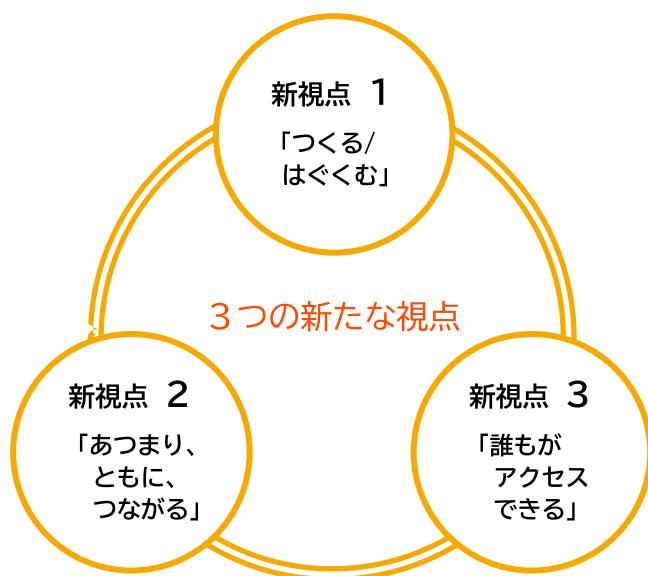 新視点 1
「つくる/
はぐくむ」
３つの新たな視点
新視点 2
「あつまり、
ともに、
つながる」
新視点 3
「誰もが
アクセス
できる」